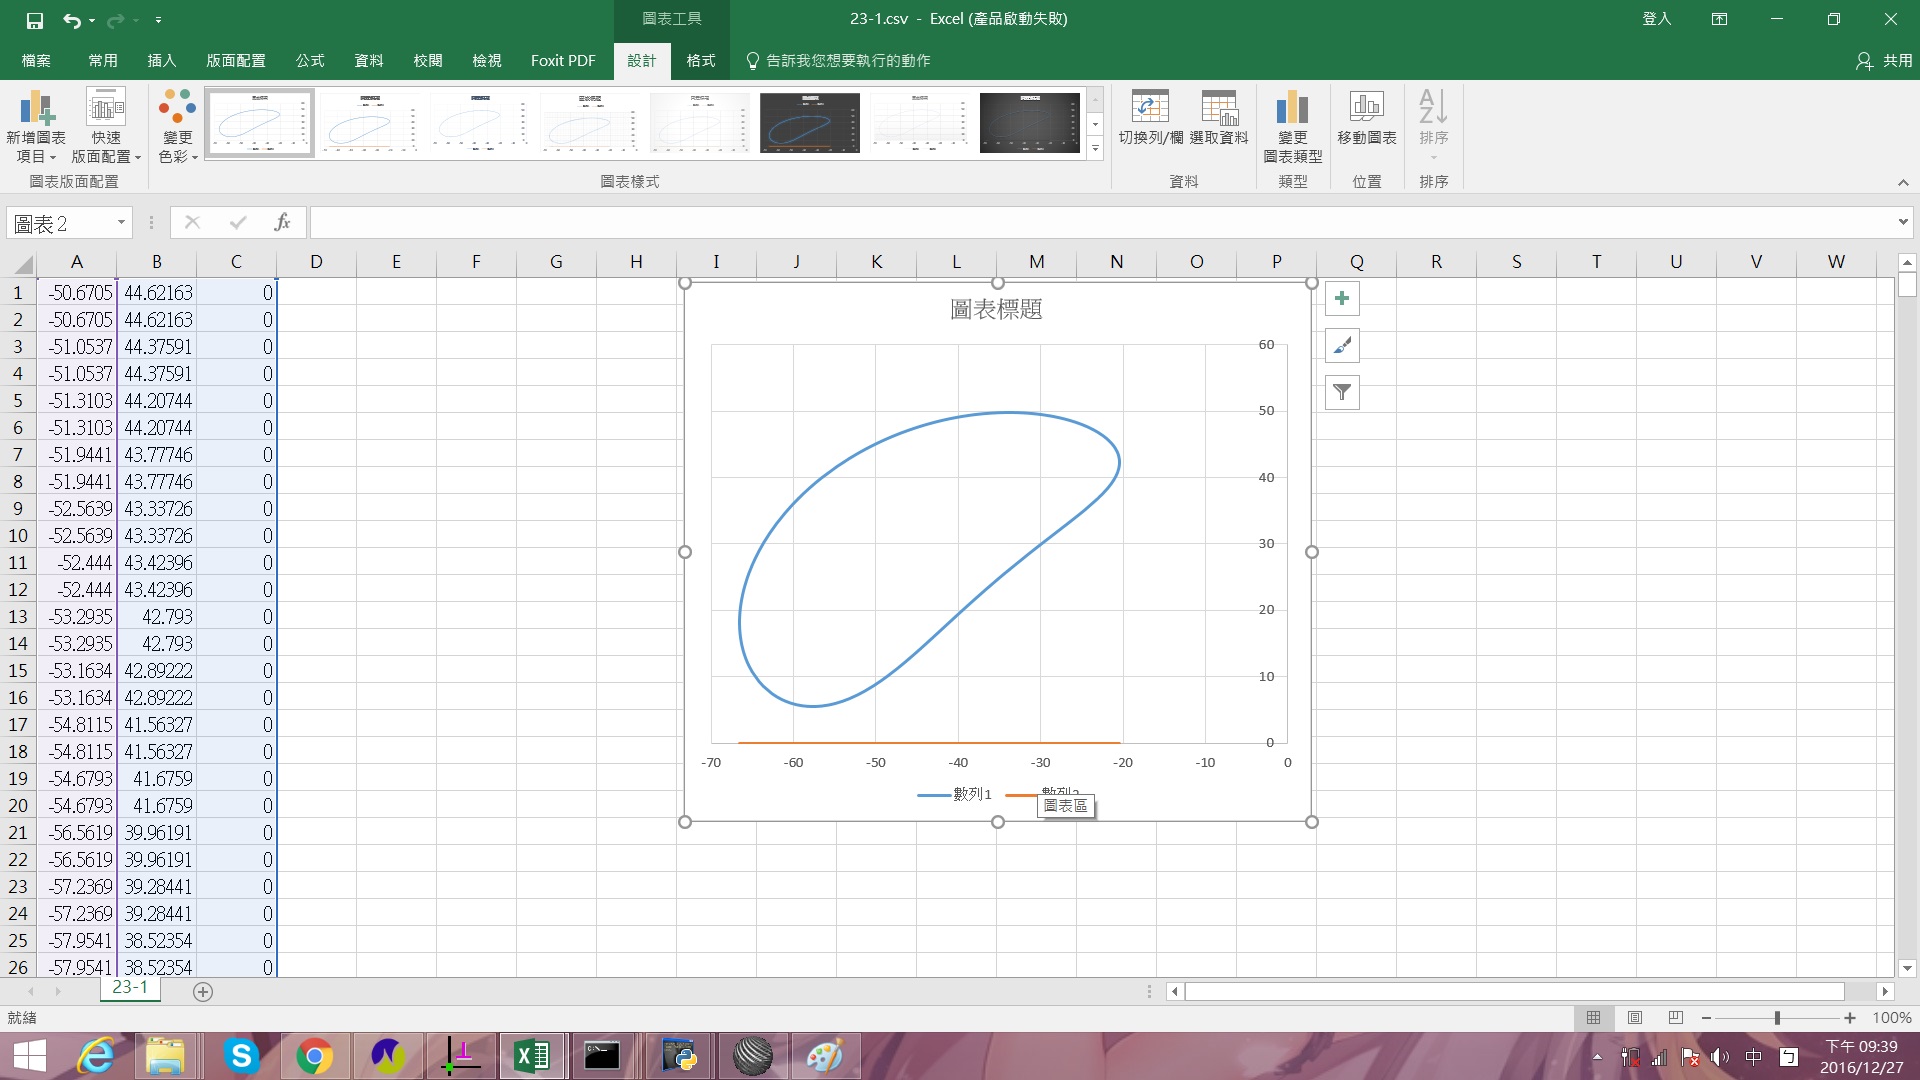 圖表工具
23-1.csv - Excel (產品啟動失敗)
登入
檔案 常用 插入 版面配置 公式 資料 校閱 檢視 Foxit PDF 設計 格式 告訴我您想要執行的動作 共用
新增圖表項目
快速版面配置
變更色彩
切換列/欄 選取資料
變更圖表類型
移動圖表
排序
圖表版面配置 圖表樣式 資料 類型 位置 排序
圖表 2
fx
A B C D E F G H I J K L M N O P Q R S T U V W
1 -50.6705 44.62163 0
2 -50.6705 44.62163 0
3 -51.0537 44.37591 0
4 -51.0537 44.37591 0
5 -51.3103 44.20744 0
6 -51.3103 44.20744 0
7 -51.9441 43.77746 0
8 -51.9441 43.77746 0
9 -52.5639 43.33726 0
10 -52.5639 43.33726 0
11 -52.444 43.42396 0
12 -52.444 43.42396 0
13 -53.2935 42.793 0
14 -53.2935 42.793 0
15 -53.1634 42.89222 0
16 -53.1634 42.89222 0
17 -54.8115 41.56327 0
18 -54.8115 41.56327 0
19 -54.6793 41.6759 0
20 -54.6793 41.6759 0
21 -56.5619 39.96191 0
22 -56.5619 39.96191 0
23 -57.2369 39.28441 0
24 -57.2369 39.28441 0
25 -57.9541 38.52354 0
26 -57.9541 38.52354 0
圖表標題
60
50
40
30
20
10
0
-70 -60 -50 -40 -30 -20 -10 0
數列1
圖表區
23-1
就緒
100%
中
下午 09:39
2016/12/27